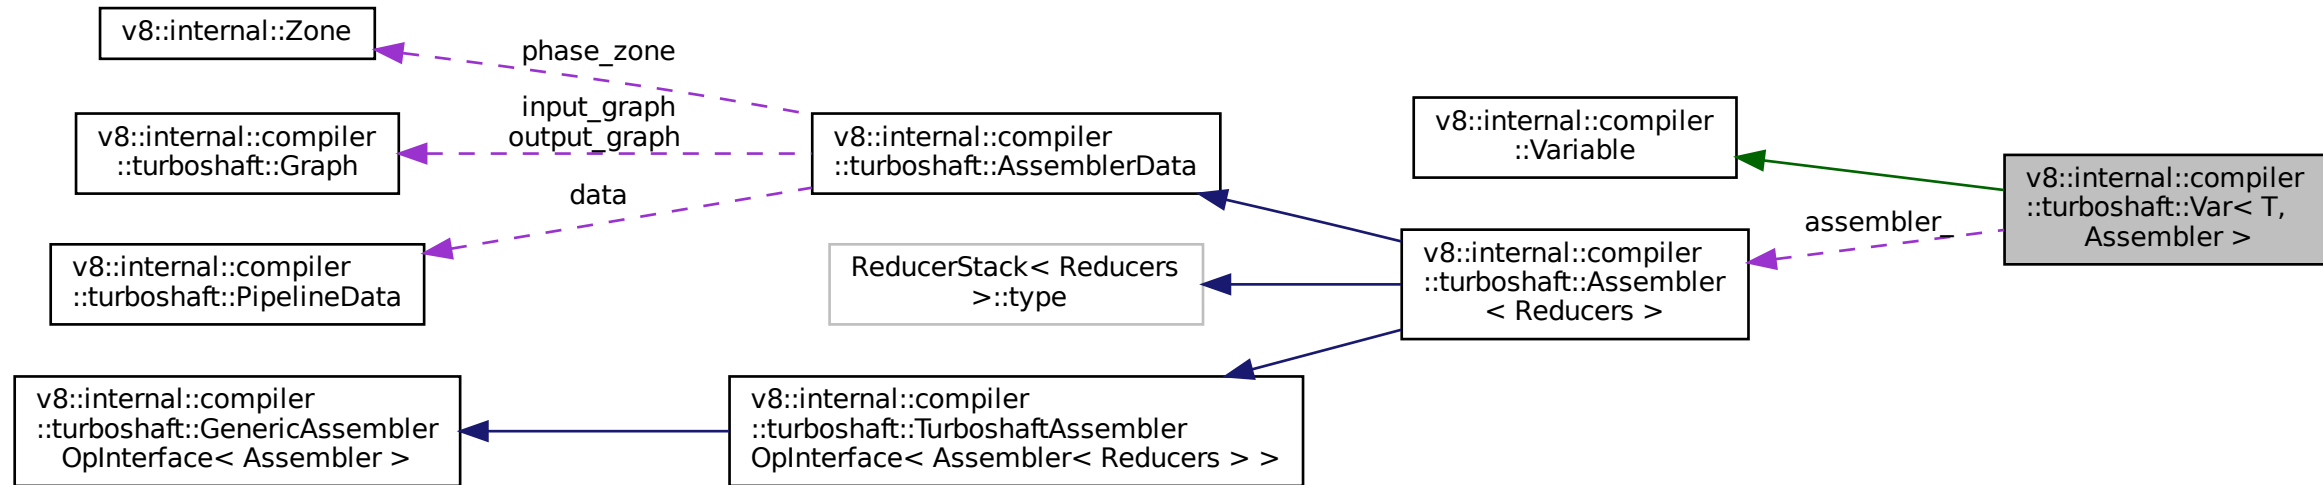 v8::internal::Zone
phase_zone
input_graph
output_graph
v8::internal::compiler
::turboshaft::Graph
data
v8::internal::compiler
::turboshaft::PipelineData
v8::internal::compiler
::turboshaft::AssemblerData
ReducerStack< Reducers
>::type
v8::internal::compiler
::turboshaft::GenericAssembler
OpInterface< Assembler >
v8::internal::compiler
::turboshaft::TurboshaftAssembler
OpInterface< Assembler< Reducers > >
v8::internal::compiler
::Variable
assembler_
v8::internal::compiler
::turboshaft::Assembler
< Reducers >
v8::internal::compiler
::turboshaft::Var< T,
Assembler >